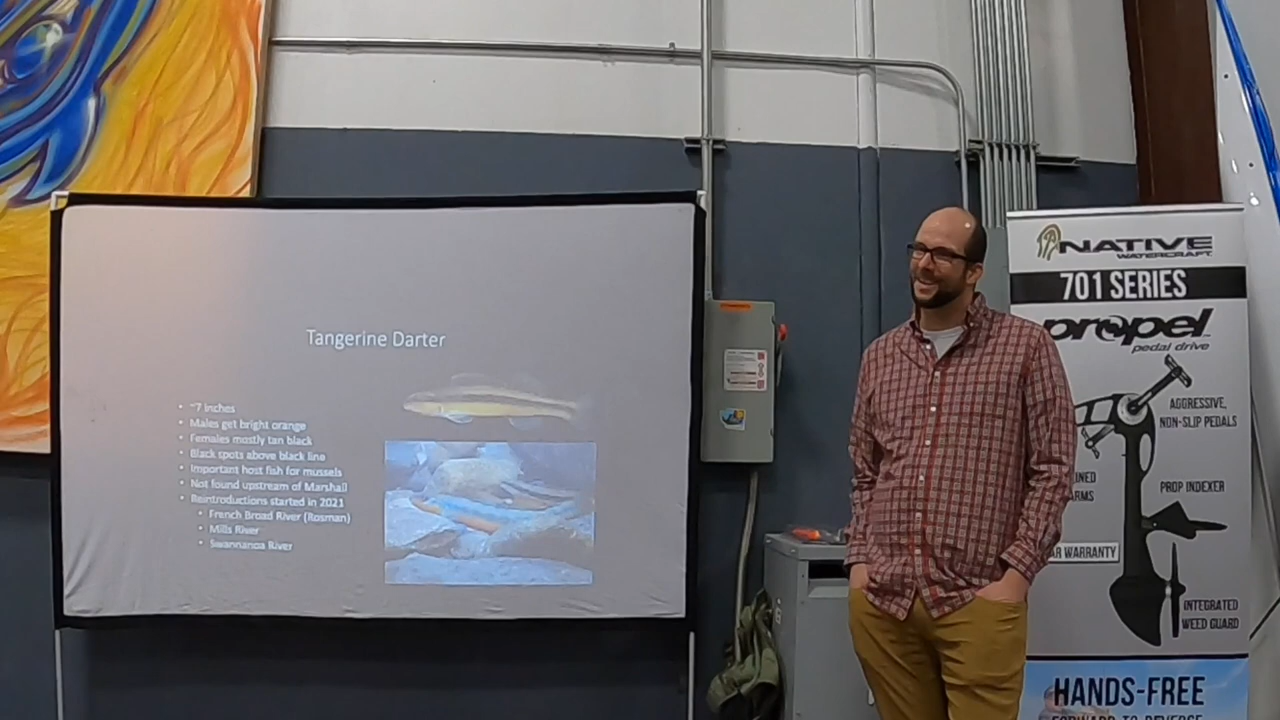 Tangerine Darter
• ~7 inches
• Males get bright orange
• Females mostly tan black
• Black spots above black line
• Important host fish for mussels
• Not found upstream of Marshall
• Reintroductions started in 2021
• French Broad River (Rosman)
• Mills River
• Swannanoa River
NATIVE
WATERCRAFT
701 SERIES
propel
pedal drive
AGGRESSIVE,
NON-SLIP PEDALS
PROP INDEXER
WARRANTY
INTEGRATED
WEED GUARD
HANDS-FREE
FORWARD TO REVERSE